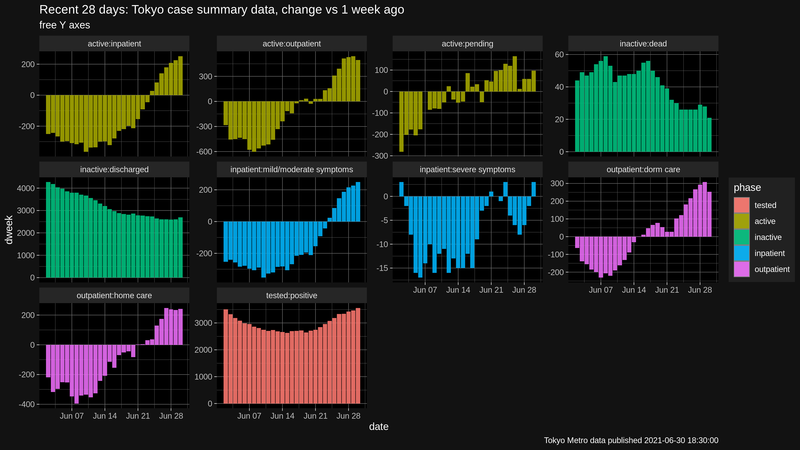 Recent 28 days: Tokyo case summary data, change vs 1 week ago
free Y axes
active:inpatient
active:outpatient
active:pending
inactive:dead
200
0
-200
300
0
-300
-600
100
0
-100
-200
-300
60
40
20
0
inactive:discharged
inpatient:mild/moderate symptoms
inpatient:severe symptoms
outpatient:dorm care
4000
3000
2000
1000
0
200
0
-200
0
-5
-10
-15
300
200
100
0
-100
-200
Jun 07 Jun 14 Jun 21 Jun 28
Jun 07 Jun 14 Jun 21 Jun 28
outpatient:home care
tested:positive
200
0
-200
-400
3000
2000
1000
0
Jun 07 Jun 14 Jun 21 Jun 28
Jun 07 Jun 14 Jun 21 Jun 28
dweek
date
phase
tested
active
inactive
inpatient
outpatient
Tokyo Metro data published 2021-06-30 18:30:00